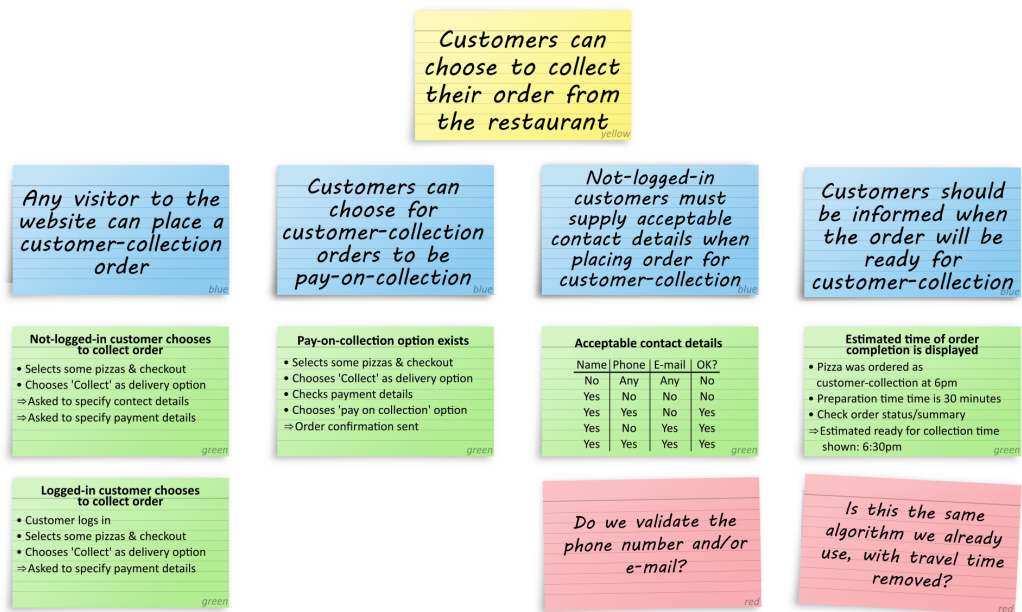 Customers can
choose to collect
their order from
the restaurant
yellow
Any visitor to the
website can place a
customer-collection
order
blue
Customers can
choose for
customer-collection
orders to be
pay-on-collection
blue
Not-logged-in
customers must
supply acceptable
contact details when
placing order for
customer-collection
blue
Customers should
be informed when
the order will be
ready for
customer-collection
blue
Not-logged-in customer chooses
to collect order
• Selects some pizzas & checkout
• Chooses 'Collect' as delivery option
⇒Asked to specify contect details
⇒Asked to specify payment details
green
Pay-on-collection option exists
• Selects some pizzas & checkout
• Chooses 'Collect' as delivery option
• Checks payment details
• Chooses 'pay on collection' option
⇒Order confirmation sent
green
Acceptable contact details
Name Phone E-mail OK?
No Any Any No
Yes No No No
Yes Yes No Yes
Yes No Yes Yes
Yes Yes Yes Yes
green
Estimated time of order
completion is displayed
• Pizza was ordered as
customer-collection at 6pm
• Preparation time time is 30 minutes
• Check order status/summary
⇒Estimated ready for collection time
shown: 6:30pm
green
Logged-in customer chooses
to collect order
• Customer logs in
• Selects some pizzas & checkout
• Chooses 'Collect' as delivery option
⇒Asked to specify payment details
green
Do we validate the
phone number and/or
e-mail?
red
Is this the same
algorithm we already
use, with travel time
removed?
red